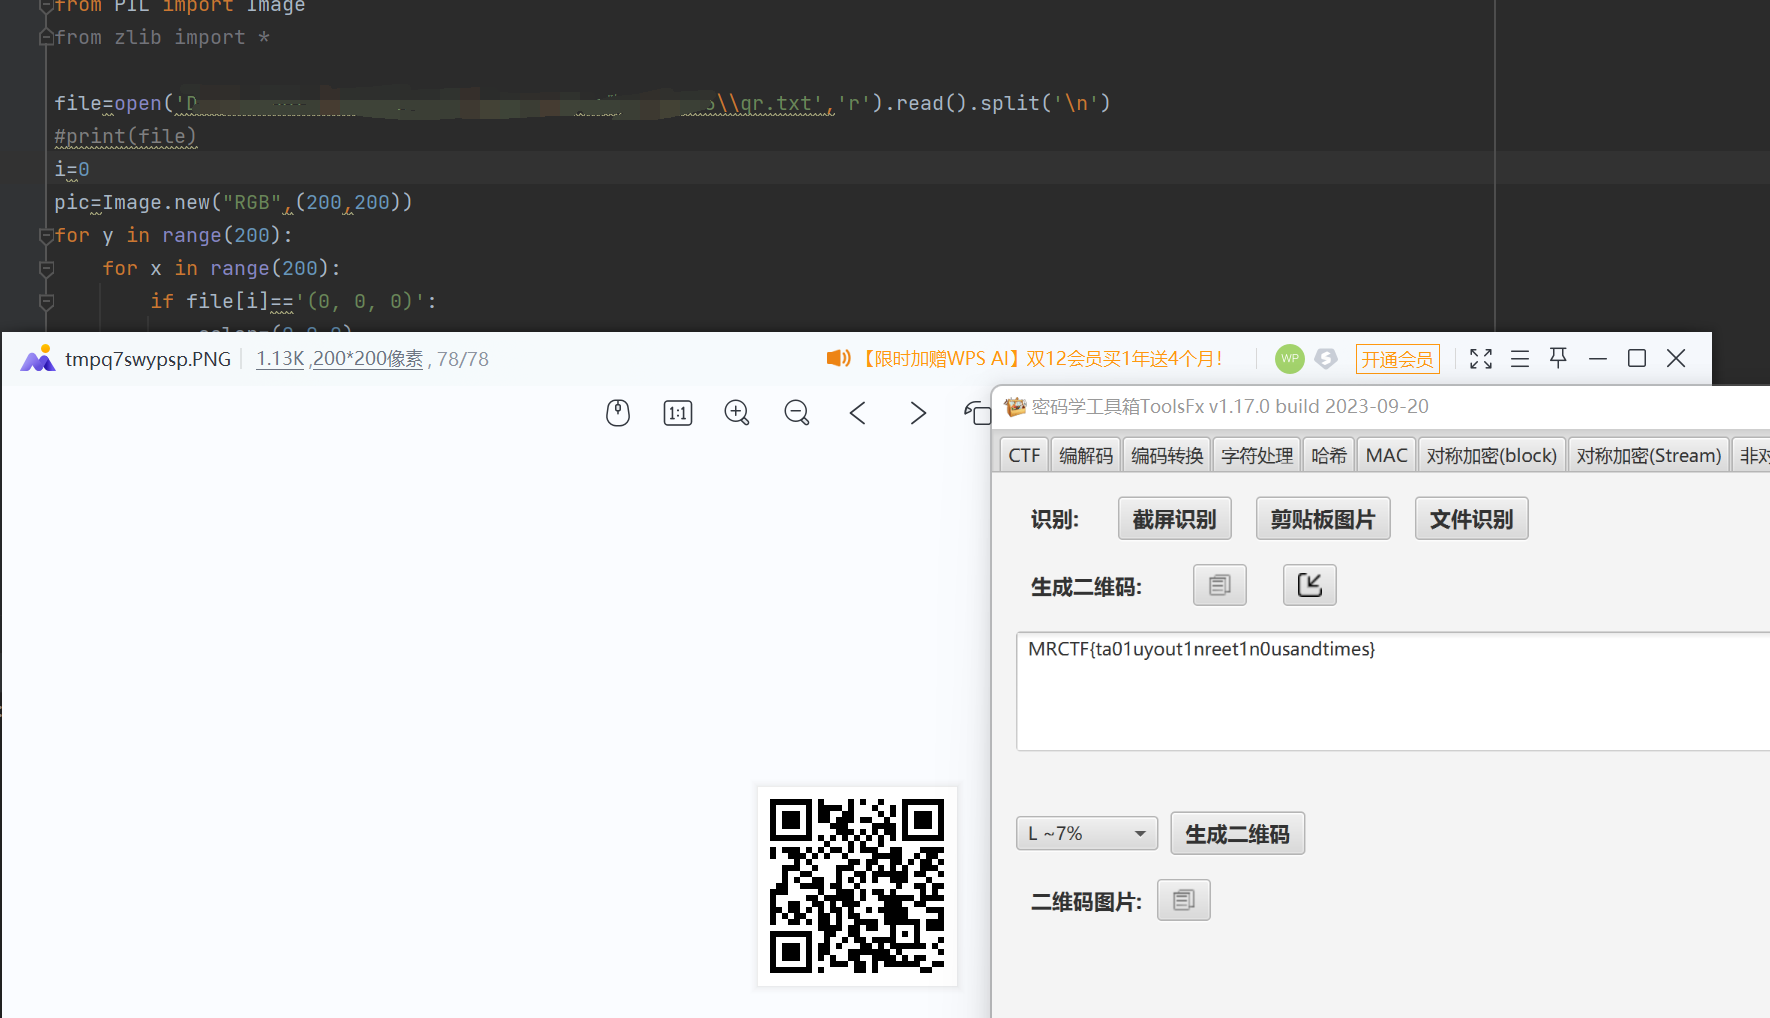 from PIL import Image
from zlib import *
file=open('D \\qr.txt','r').read().split('\n')
#print(file)
i=0
pic=Image.new("RGB",(200,200))
for y in range(200):
for x in range(200):
if file[i]=='(0, 0, 0)':
tmpq7swypsp.PNG 1.13K ,200*200像素 , 78/78
【限时加赠WPS AI】双12会员买1年送4个月!
WP
开通会员
1:1
密码学工具箱ToolsFx v1.17.0 build 2023-09-20
CTF 编解码 编码转换 字符处理 哈希 MAC 对称加密(block) 对称加密(Stream) 非对
识别: 截屏识别 剪贴板图片 文件识别
生成二维码:
MRCTF{ta01uyout1nreet1n0usandtimes}
L ~7% 生成二维码
二维码图片: